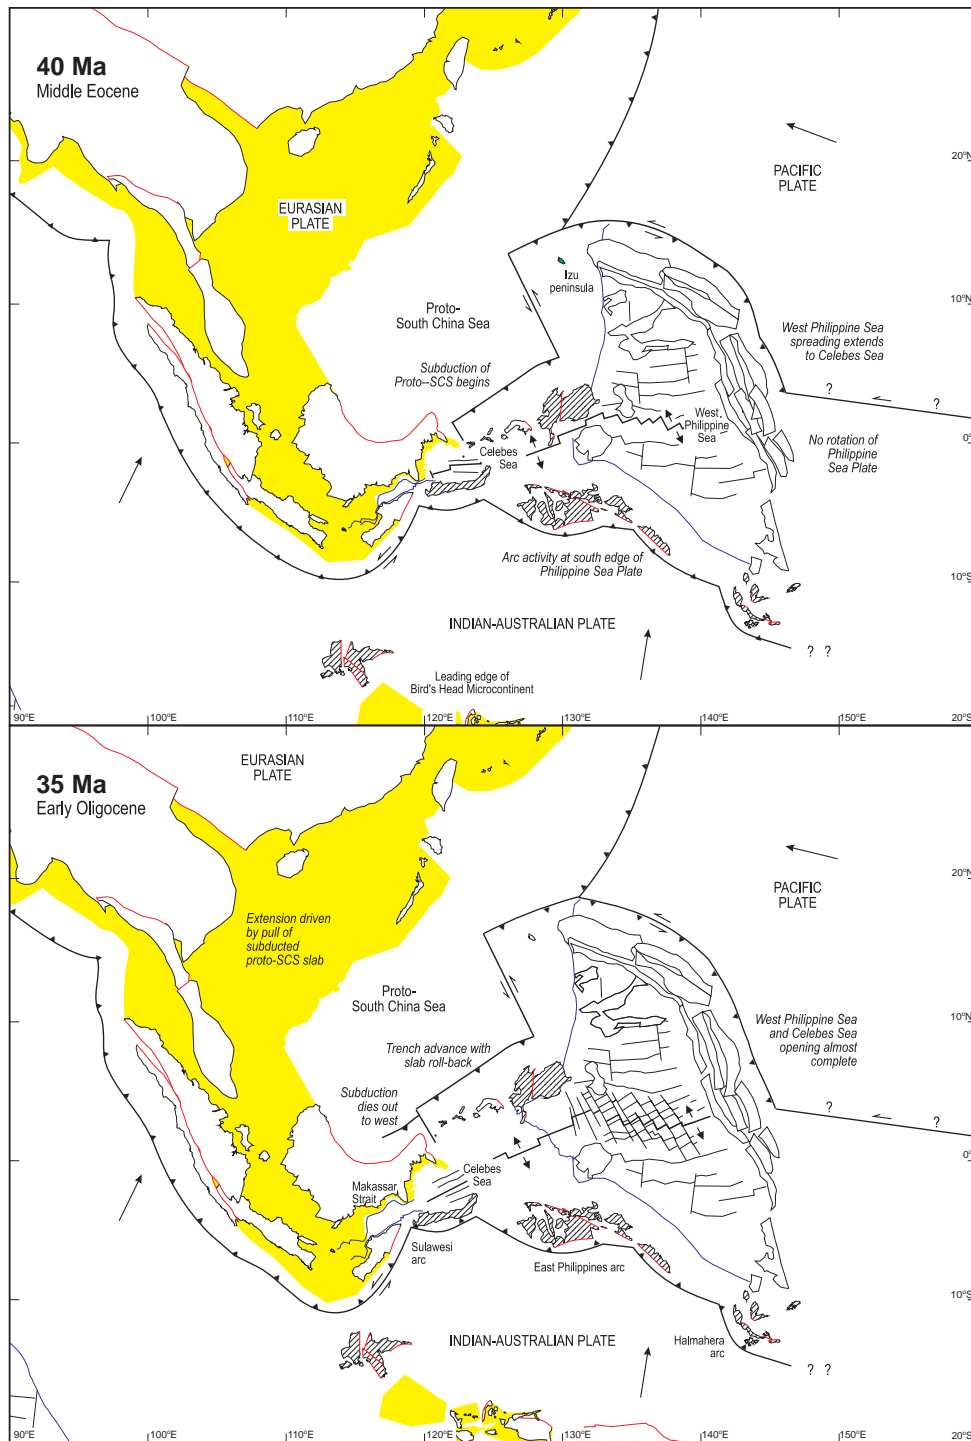 40 Ma
Middle Eocene
EURASIAN
PLATE
PACIFIC
PLATE
20°N
Izu
peninsula
10°N
Proto-
South China Sea
West Philippine Sea
spreading extends
to Celebes Sea
Subduction of
Proto--SCS begins
?
?
West
Philippine
Sea
0°
Celebes
Sea
No rotation of
Philippine
Sea Plate
Arc activity at south edge of
Philippine Sea Plate
10°S
INDIAN-AUSTRALIAN PLATE
? ?
Leading edge of
Bird's Head Microcontinent
90°E
100°E
110°E
120°E
130°E
140°E
150°E
20°S
35 Ma
Early Oligocene
EURASIAN
PLATE
20°N
PACIFIC
PLATE
Extension driven
by pull of
subducted
proto-SCS slab
Proto-
South China Sea
10°N
West Philippine Sea
and Celebes Sea
opening almost
complete
Trench advance with
slab roll-back
Subduction
dies out
to west
?
?
0°
Makassar
Strait
Celebes
Sea
Sulawesi
arc
East Philippines arc
10°S
INDIAN-AUSTRALIAN PLATE
Halmahera
arc
? ?
90°E
100°E
110°E
120°E
130°E
140°E
150°E
20°S